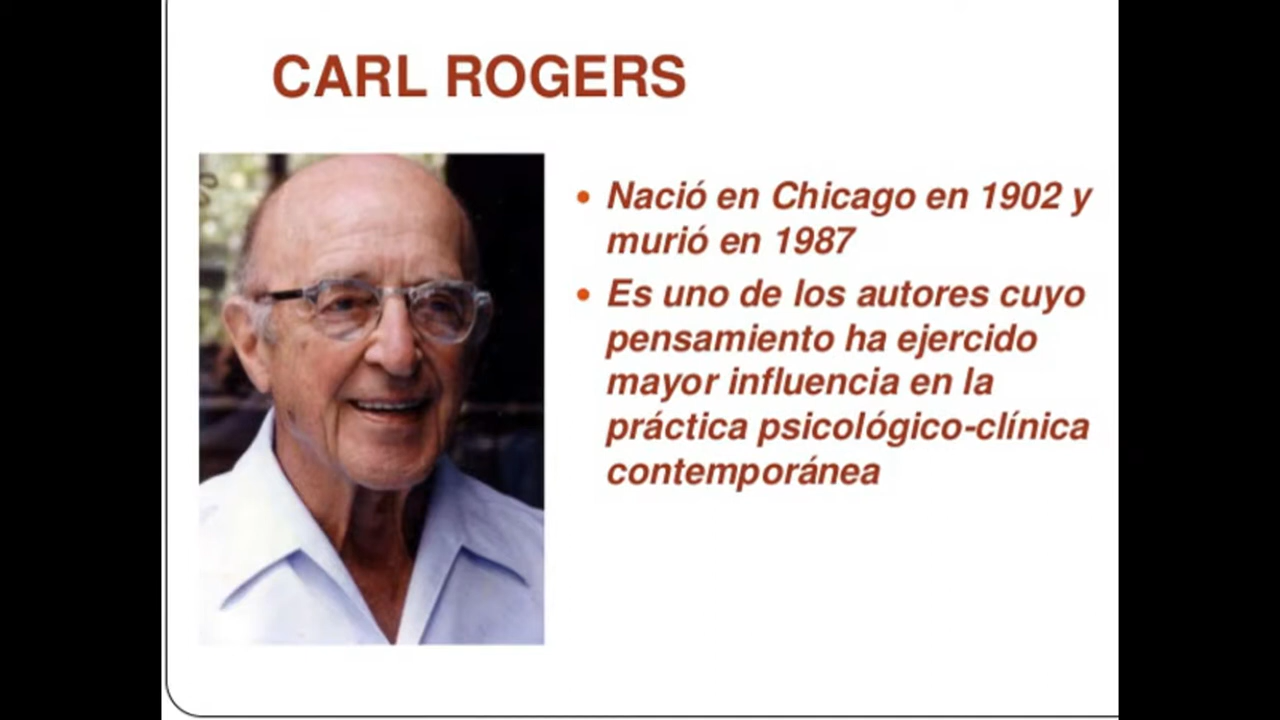 CARL ROGERS
Nació en Chicago en 1902 y
murió en 1987
Es uno de los autores cuyo
pensamiento ha ejercido
mayor influencia en la
práctica psicológico-clínica
contemporánea